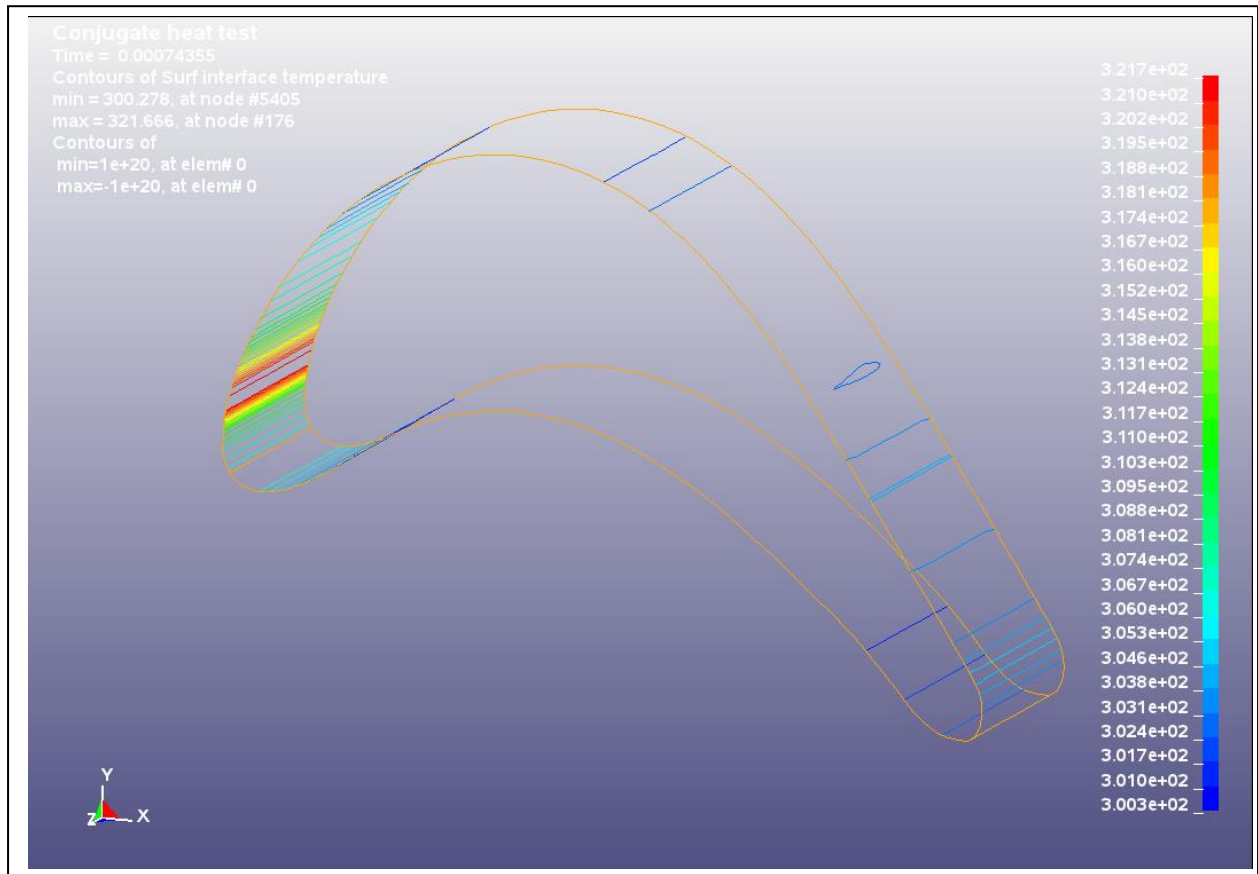 Conjugate heat test
Time = 0.00074355
Contours of Surf interface temperature
min = 300.278, at node #5405
max = 321.666, at node #176
Contours of
min=1e+20, at elem# 0
max=-1e+20, at elem# 0
3.217e+02
3.210e+02
3.202e+02
3.195e+02
3.188e+02
3.181e+02
3.174e+02
3.167e+02
3.160e+02
3.152e+02
3.145e+02
3.138e+02
3.131e+02
3.124e+02
3.117e+02
3.110e+02
3.103e+02
3.095e+02
3.088e+02
3.081e+02
3.074e+02
3.067e+02
3.060e+02
3.053e+02
3.046e+02
3.038e+02
3.031e+02
3.024e+02
3.017e+02
3.010e+02
3.003e+02
Y
Z
X